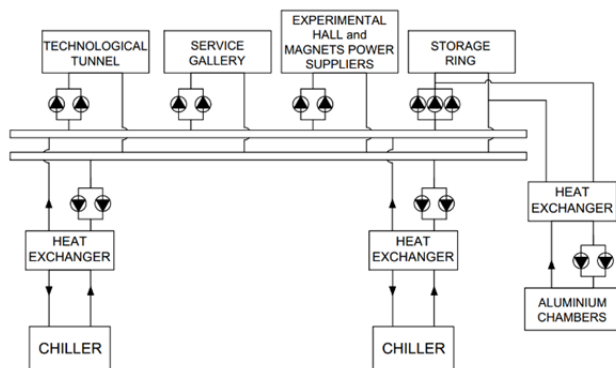 TECHNOLOGICAL
TUNNEL
SERVICE
GALLERY
EXPERIMENTAL
HALL and
MAGNETS POWER
SUPPLIERS
STORAGE
RING
HEAT
EXCHANGER
HEAT
EXCHANGER
HEAT
EXCHANGER
ALUMINIUM
CHAMBERS
CHILLER
CHILLER